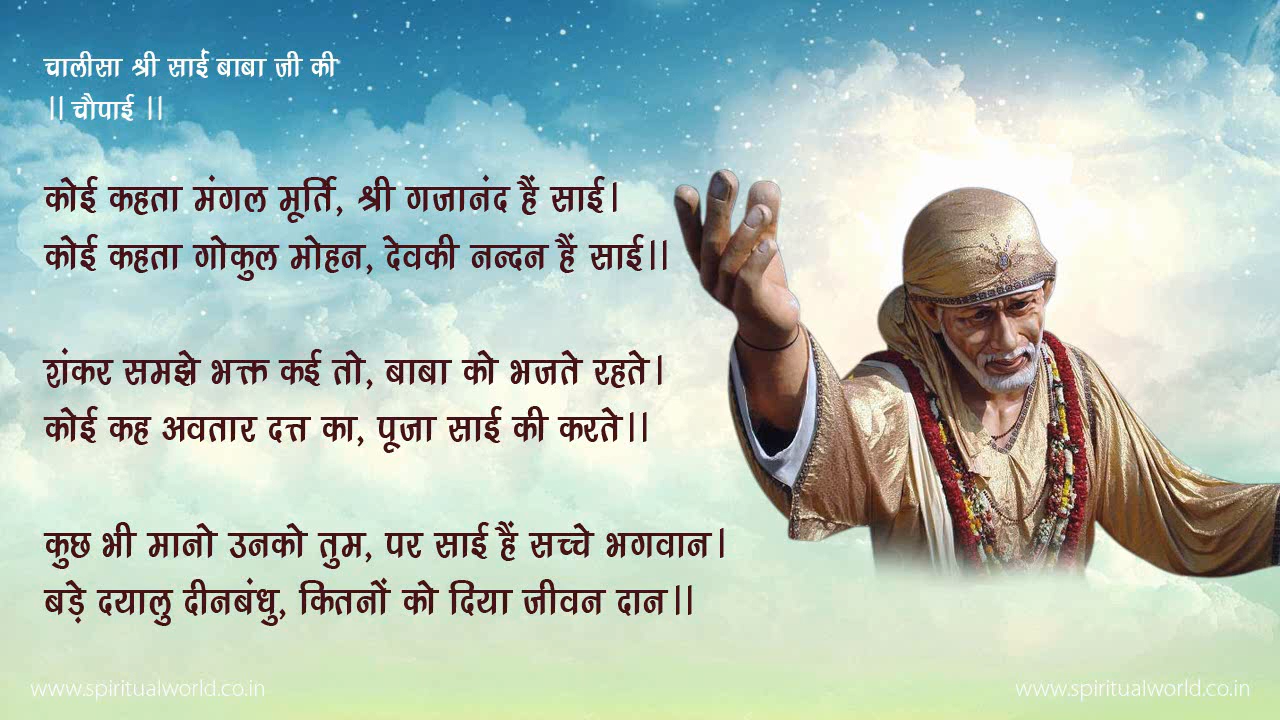 चालीसा श्री साईं बाबा जी की
|| चौपाई ||
कोई कहता मंगल मूर्ति, श्री गजानंद हैं साई।
कोई कहता गोकुल मोहन, देवकी नन्दन हैं साई।।
शंकर समझे भक्त कई तो, बाबा को भजते रहते।
कोई कह अवतार दत्त का, पूजा साई की करते।।
कुछ भी मानो उनको तुम, पर साई हैं सच्चे भगवान।
बड़े दयालु दीनबंधु, कितनों को दिया जीवन दान।।
www.spiritualworld.co.in
www.spiritualworld.co.in